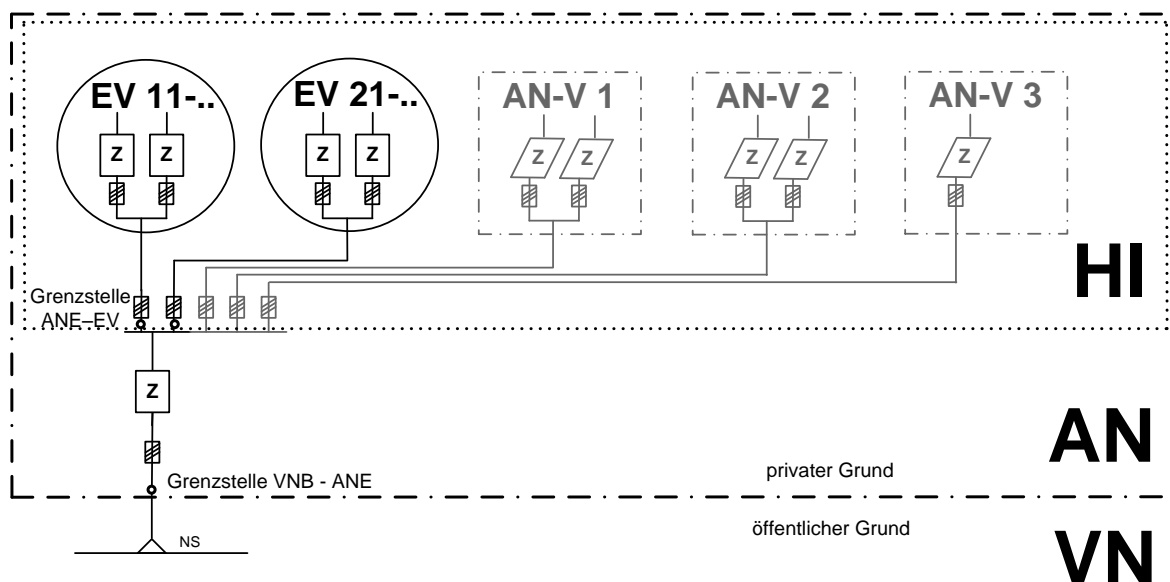 EV 11-.. EV 21-.. AN-V 1 AN-V 2 AN-V 3
Z Z Z Z Z Z Z Z Z
HI
Grenzstelle
ANE–EV
Z
AN
privater Grund
Grenzstelle VNB - ANE
öffentlicher Grund
NS
VN